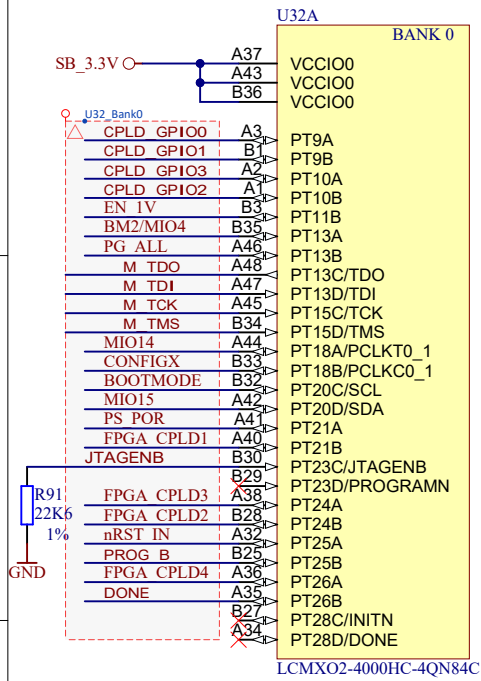 U32A
BANK 0
SB_3.3V A37 VCCIO0
A43 VCCIO0
B36 VCCIO0
U32_Bank0
CPLD_GPIO0 A3 PT9A
CPLD_GPIO1 B1 PT9B
CPLD_GPIO3 A2 PT10A
CPLD_GPIO2 A1 PT10B
EN_1V B3 PT11B
BM2/MIO4 B35 PT13A
PG_ALL A46 PT13B
M_TDO A48 PT13C/TDO
M_TDI A47 PT13D/TDI
M_TCK A45 PT15C/TCK
M_TMS B34 PT15D/TMS
MIO14 A44 PT18A/PCLKT0_1
CONFIGX B33 PT18B/PCLKC0_1
BOOTMODE B32 PT20C/SCL
MIO15 A42 PT20D/SDA
PS_POR A41 PT21A
FPGA_CPLD1 A40 PT21B
JTAGENB B30 PT23C/JTAGENB
B29 PT23D/PROGRAMN
FPGA_CPLD3 A38 PT24A
FPGA_CPLD2 B28 PT24B
nRST_IN A32 PT25A
PROG_B B25 PT25B
FPGA_CPLD4 A36 PT26A
DONE A35 PT26B
B27 PT28C/INITN
A34 PT28D/DONE
R91
22K6
1%
GND
LCMXO2-4000HC-4QN84C